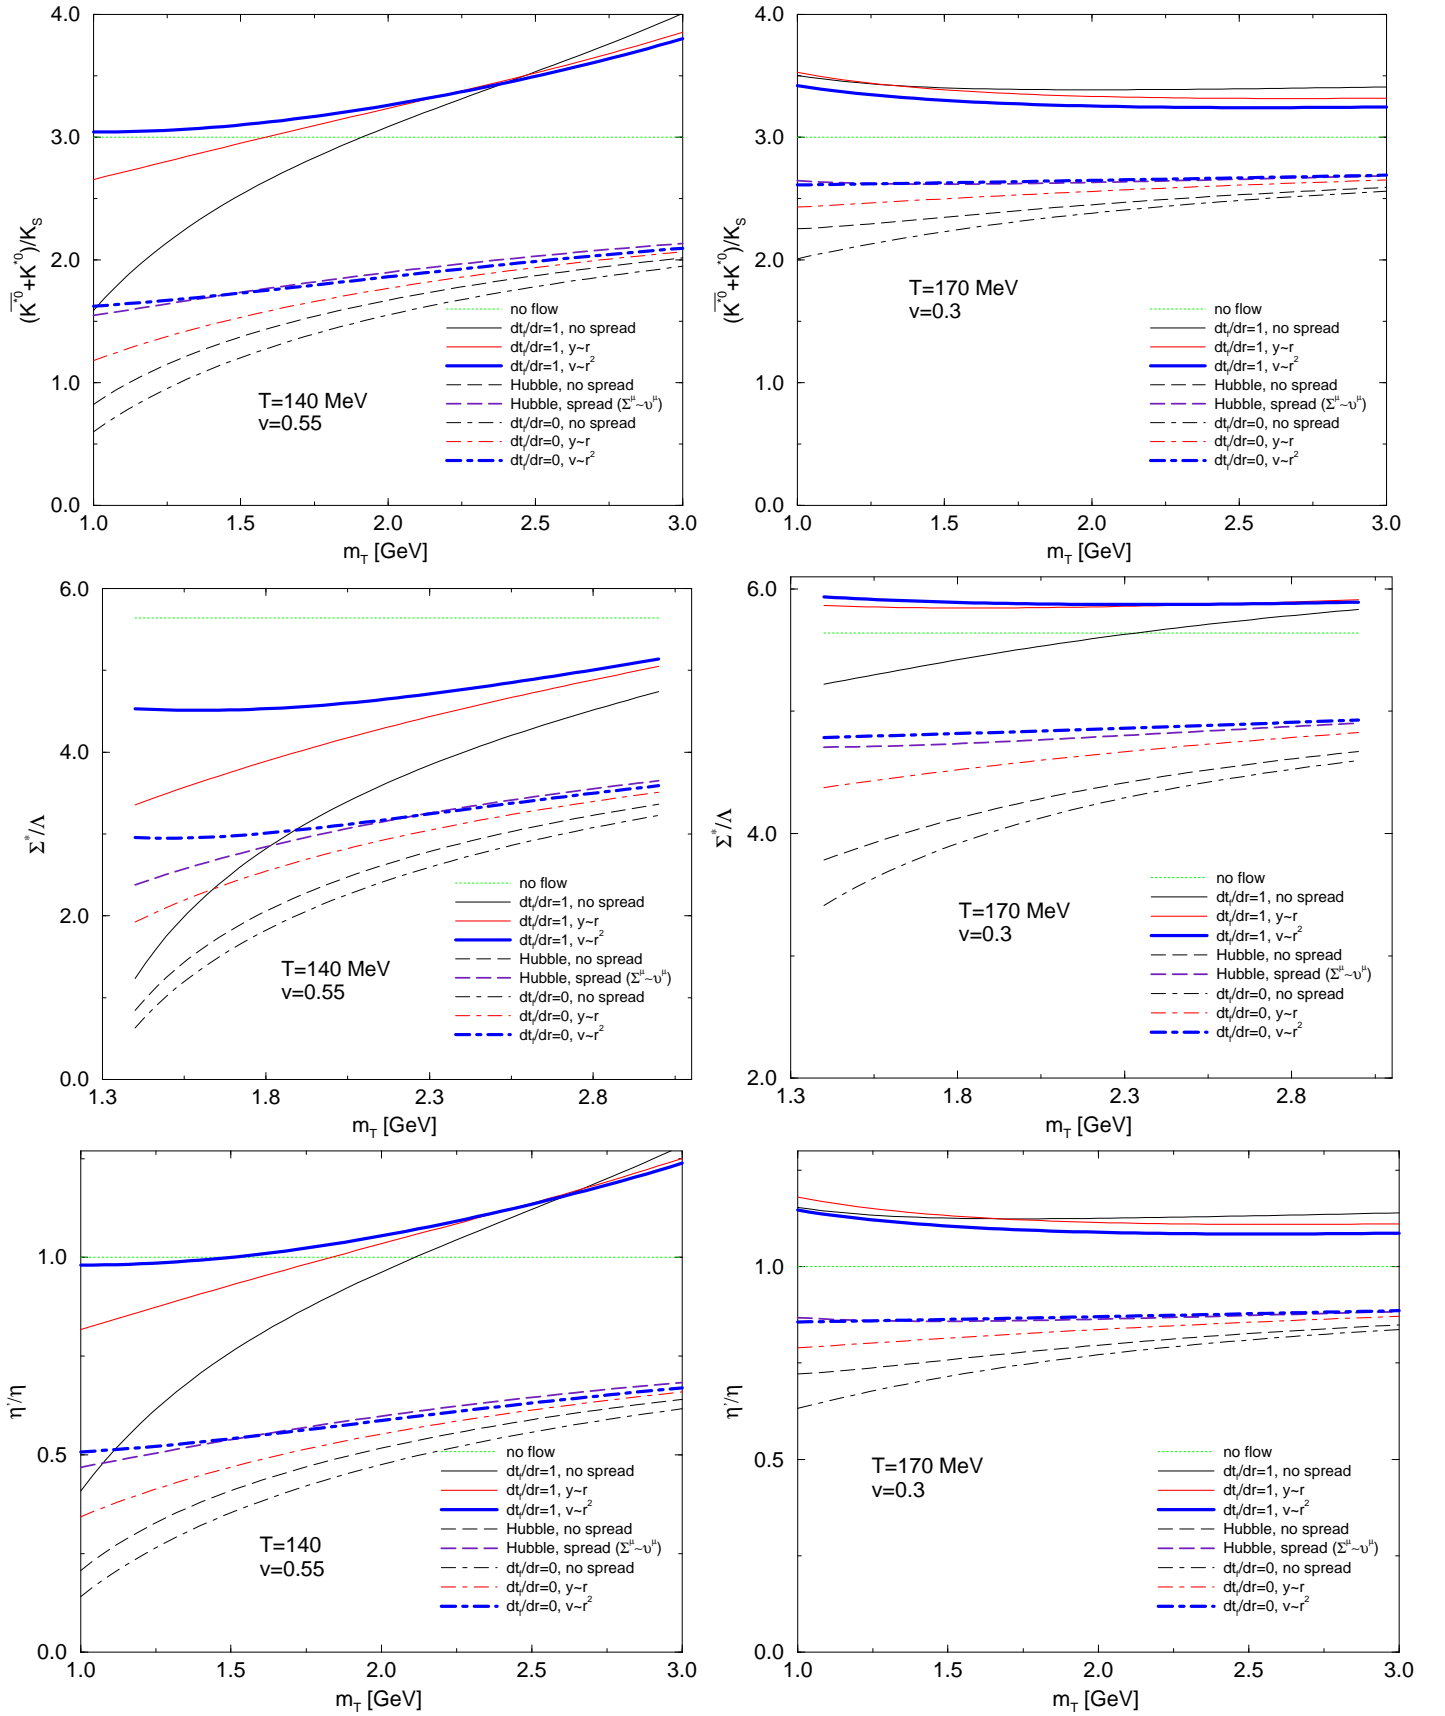 4.0
3.0
2.0
1.0
0.0
(K*0+K*0)/KS
no flow
dtf/dr=1, no spread
dtf/dr=1, y~r
dtf/dr=1, v~r2
Hubble, no spread
Hubble, spread (Σμ~υμ)
dtf/dr=0, no spread
dtf/dr=0, y~r
dtf/dr=0, v~r2
T=140 MeV
v=0.55
1.0 1.5 2.0 2.5 3.0
mT [GeV]
4.0
3.0
2.0
1.0
0.0
(K*0+K*0)/KS
T=170 MeV
v=0.3
no flow
dtf/dr=1, no spread
dtf/dr=1, y~r
dtf/dr=1, v~r2
Hubble, no spread
Hubble, spread (Σμ~υμ)
dtf/dr=0, no spread
dtf/dr=0, y~r
dtf/dr=0, v~r2
1.0 1.5 2.0 2.5 3.0
mT [GeV]
6.0
4.0
2.0
0.0
Σ*/Λ
no flow
dtf/dr=1, no spread
dtf/dr=1, y~r
dtf/dr=1, v~r2
Hubble, no spread
Hubble, spread (Σμ~υμ)
dtf/dr=0, no spread
dtf/dr=0, y~r
dtf/dr=0, v~r2
T=140 MeV
v=0.55
1.3 1.8 2.3 2.8
mT [GeV]
6.0
4.0
2.0
Σ*/Λ
no flow
dtf/dr=1, no spread
dtf/dr=1, y~r
dtf/dr=1, v~r2
Hubble, no spread
Hubble, spread (Σμ~υμ)
dtf/dr=0, no spread
dtf/dr=0, y~r
dtf/dr=0, v~r2
T=170 MeV
v=0.3
1.3 1.8 2.3 2.8
mT [GeV]
1.0
0.5
0.0
η'/η
no flow
dtf/dr=1, no spread
dtf/dr=1, y~r
dtf/dr=1, v~r2
Hubble, no spread
Hubble, spread (Σμ~υμ)
dtf/dr=0, no spread
dtf/dr=0, y~r
dtf/dr=0, v~r2
T=140
v=0.55
1.0 1.5 2.0 2.5 3.0
mT [GeV]
1.0
0.5
0.0
η'/η
T=170 MeV
v=0.3
no flow
dtf/dr=1, no spread
dtf/dr=1, y~r
dtf/dr=1, v~r2
Hubble, no spread
Hubble, spread (Σμ~υμ)
dtf/dr=0, no spread
dtf/dr=0, y~r
dtf/dr=0, v~r2
1.0 1.5 2.0 2.5 3.0
mT [GeV]